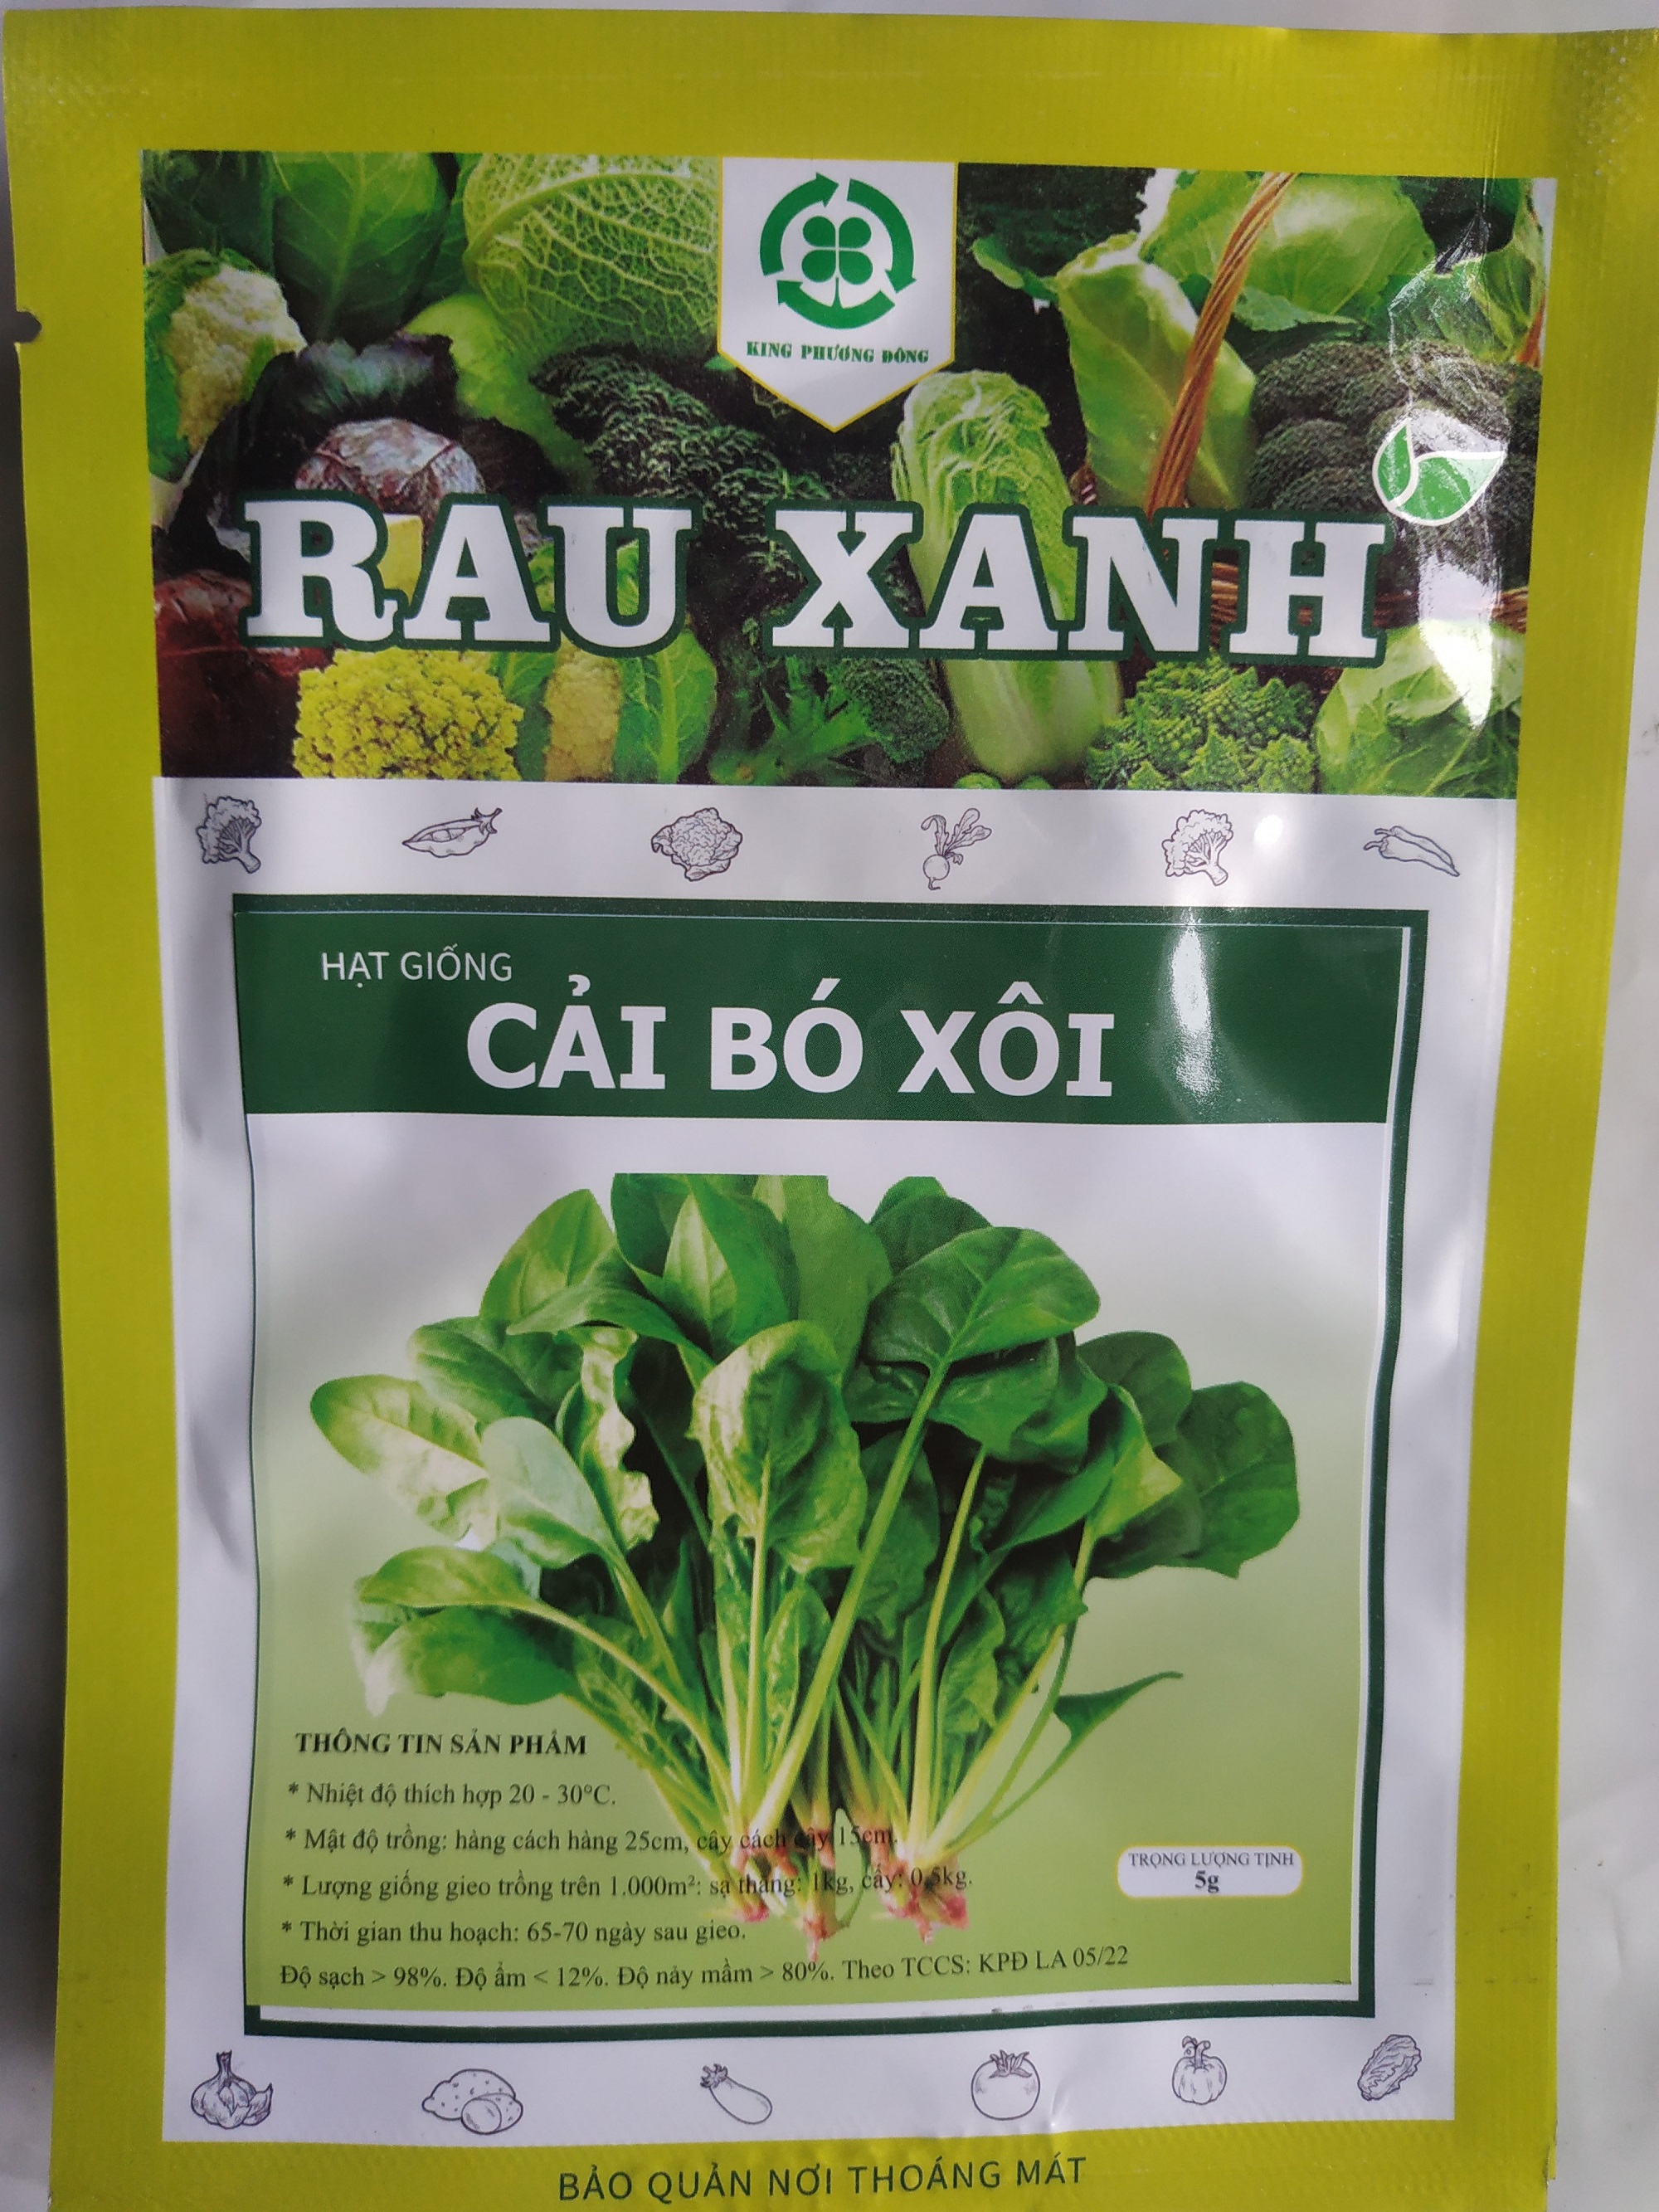 KING PHƯƠNG ĐÔNG
RAU XANH
HẠT GIỐNG
CẢI BÓ XÔI
THÔNG TIN SẢN PHẨM
* Nhiệt độ thích hợp 20 - 30°C.
* Mật độ trồng: hàng cách hàng 25cm, cây cách cây 15cm.
* Lượng giống gieo trồng trên 1.000m²: sạ thẳng: 1kg, cấy: 0,5kg.
* Thời gian thu hoạch: 65-70 ngày sau gieo.
Độ sạch > 98%. Độ ẩm < 12%. Độ nảy mầm > 80%. Theo TCCS: KPĐ LA 05/22
TRỌNG LƯỢNG TỊNH
5g
BẢO QUẢN NƠI THOÁNG MÁT